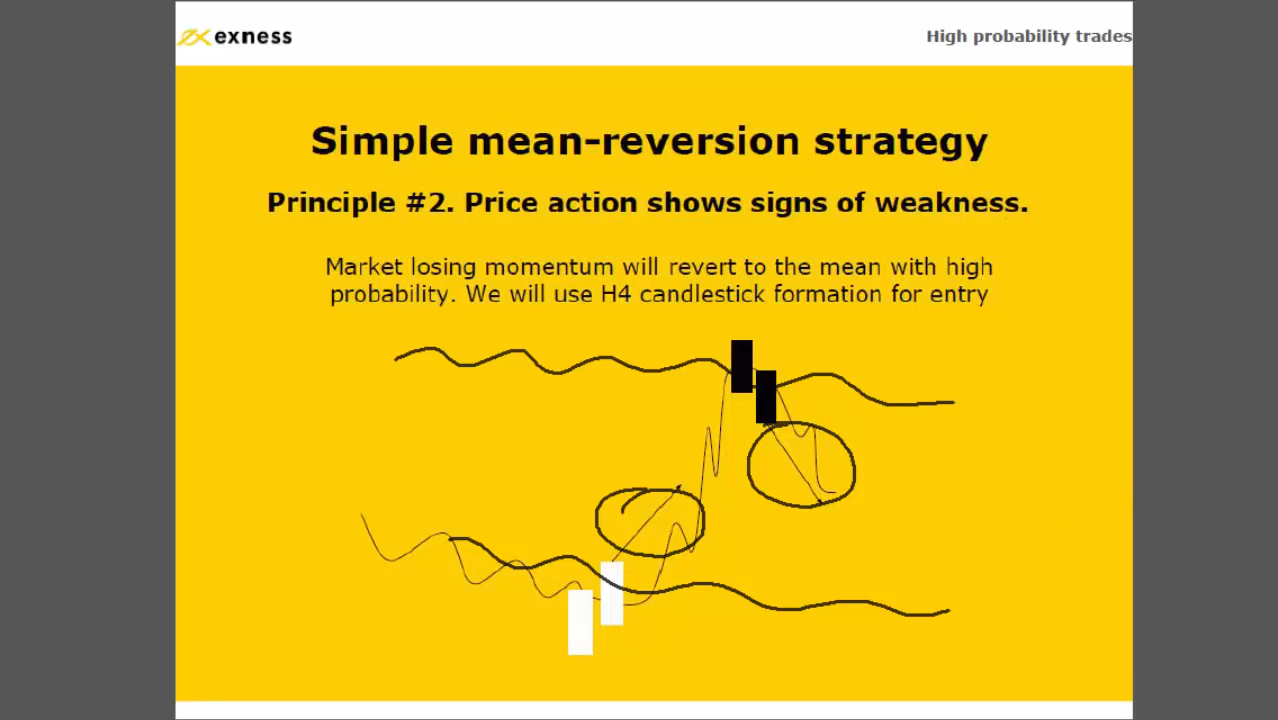 exness
High probability trades
Simple mean-reversion strategy
Principle #2. Price action shows signs of weakness.
Market losing momentum will revert to the mean with high
probability. We will use H4 candlestick formation for entry